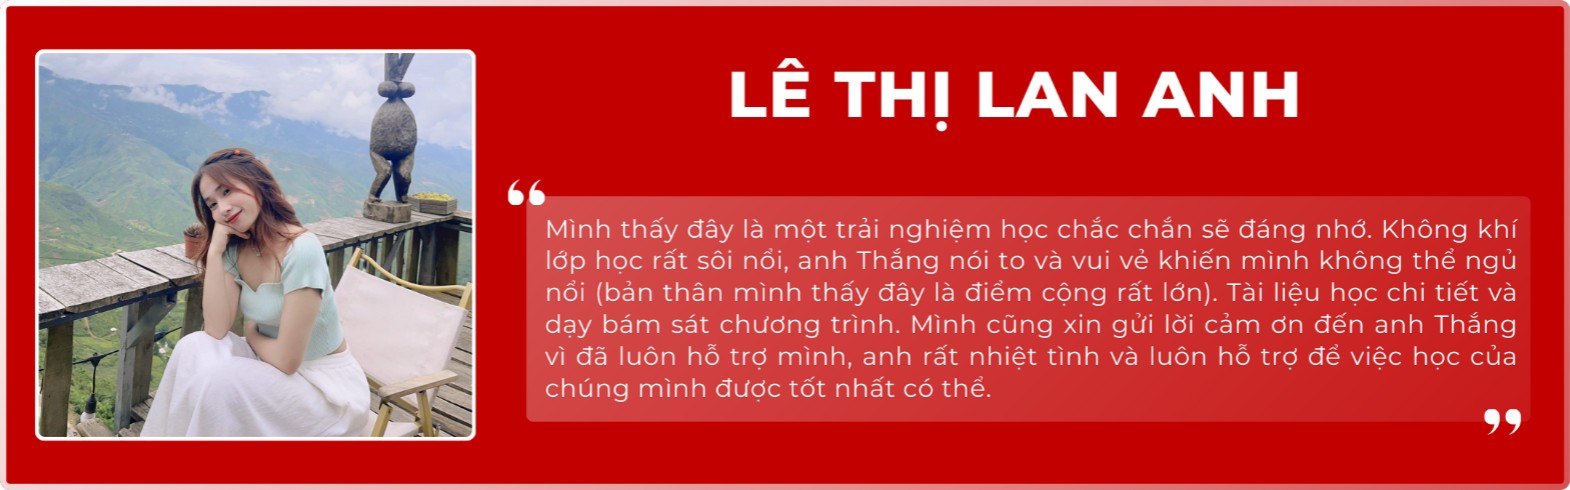 LÊ THỊ LAN ANH
“
Mình thấy đây là một trải nghiệm học chắc chắn sẽ đáng nhớ. Không khí
lớp học rất sôi nổi, anh Thắng nói to và vui vẻ khiến mình không thể ngủ
nổi (bản thân mình thấy đây là điểm cộng rất lớn). Tài liệu học chi tiết và
dạy bám sát chương trình. Mình cũng xin gửi lời cảm ơn đến anh Thắng
vì đã luôn hỗ trợ mình, anh rất nhiệt tình và luôn hỗ trợ để việc học của
chúng mình được tốt nhất có thể.
”